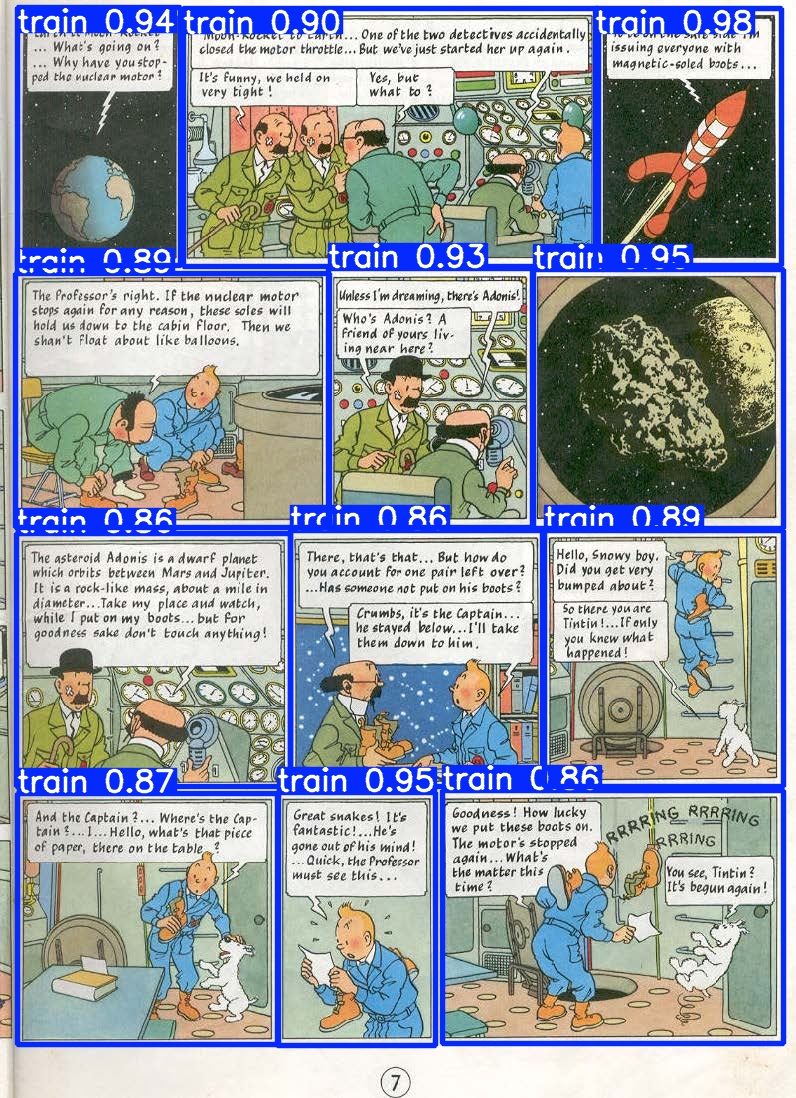 train 0.94
... What's going on?
... Why have you stop-
ped the nuclear motor?
train 0.90
Moon-Rocket to Earth... One of the two detectives accidentally
closed the motor throttle... But we've just started her up again.
It's funny, we held on
very tight!
Yes, but
what to?
train 0.98
issuing everyone with
magnetic-soled boots...
train 0.89
The Professor's right. If the nuclear motor
stops again for any reason, these soles will
hold us down to the cabin floor. Then we
shan't float about like balloons.
train 0.93
Unless I'm dreaming, there's Adonis!
Who's Adonis? A
friend of yours liv-
ing near here?
train 0.95
train 0.86
The asteroid Adonis is a dwarf planet
which orbits between Mars and Jupiter.
It is a rock-like mass, about a mile in
diameter... Take my place and watch,
while I put on my boots... but for
goodness sake don't touch anything!
train 0.86
There, that's that... But how do
you account for one pair left over?
...Has someone not put on his boots?
Crumbs, it's the Captain...
he stayed below... I'll take
them down to him.
train 0.89
Hello, Snowy boy.
Did you get very
bumped about?
So there you are
Tintin!... If only
you knew what
happened!
train 0.87
And the Captain?... Where's the Cap-
tain?... I... Hello, what's that piece
of paper, there on the table?
train 0.95
Great snakes! It's
fantastic!... He's
gone out of his mind!
...Quick, the Professor
must see this...
train 0.86
Goodness! How lucky
we put these boots on.
The motor's stopped
again... What's
the matter this
time?
RRRRING RRRRING
RRRING
You see, Tintin?
It's begun again!
7